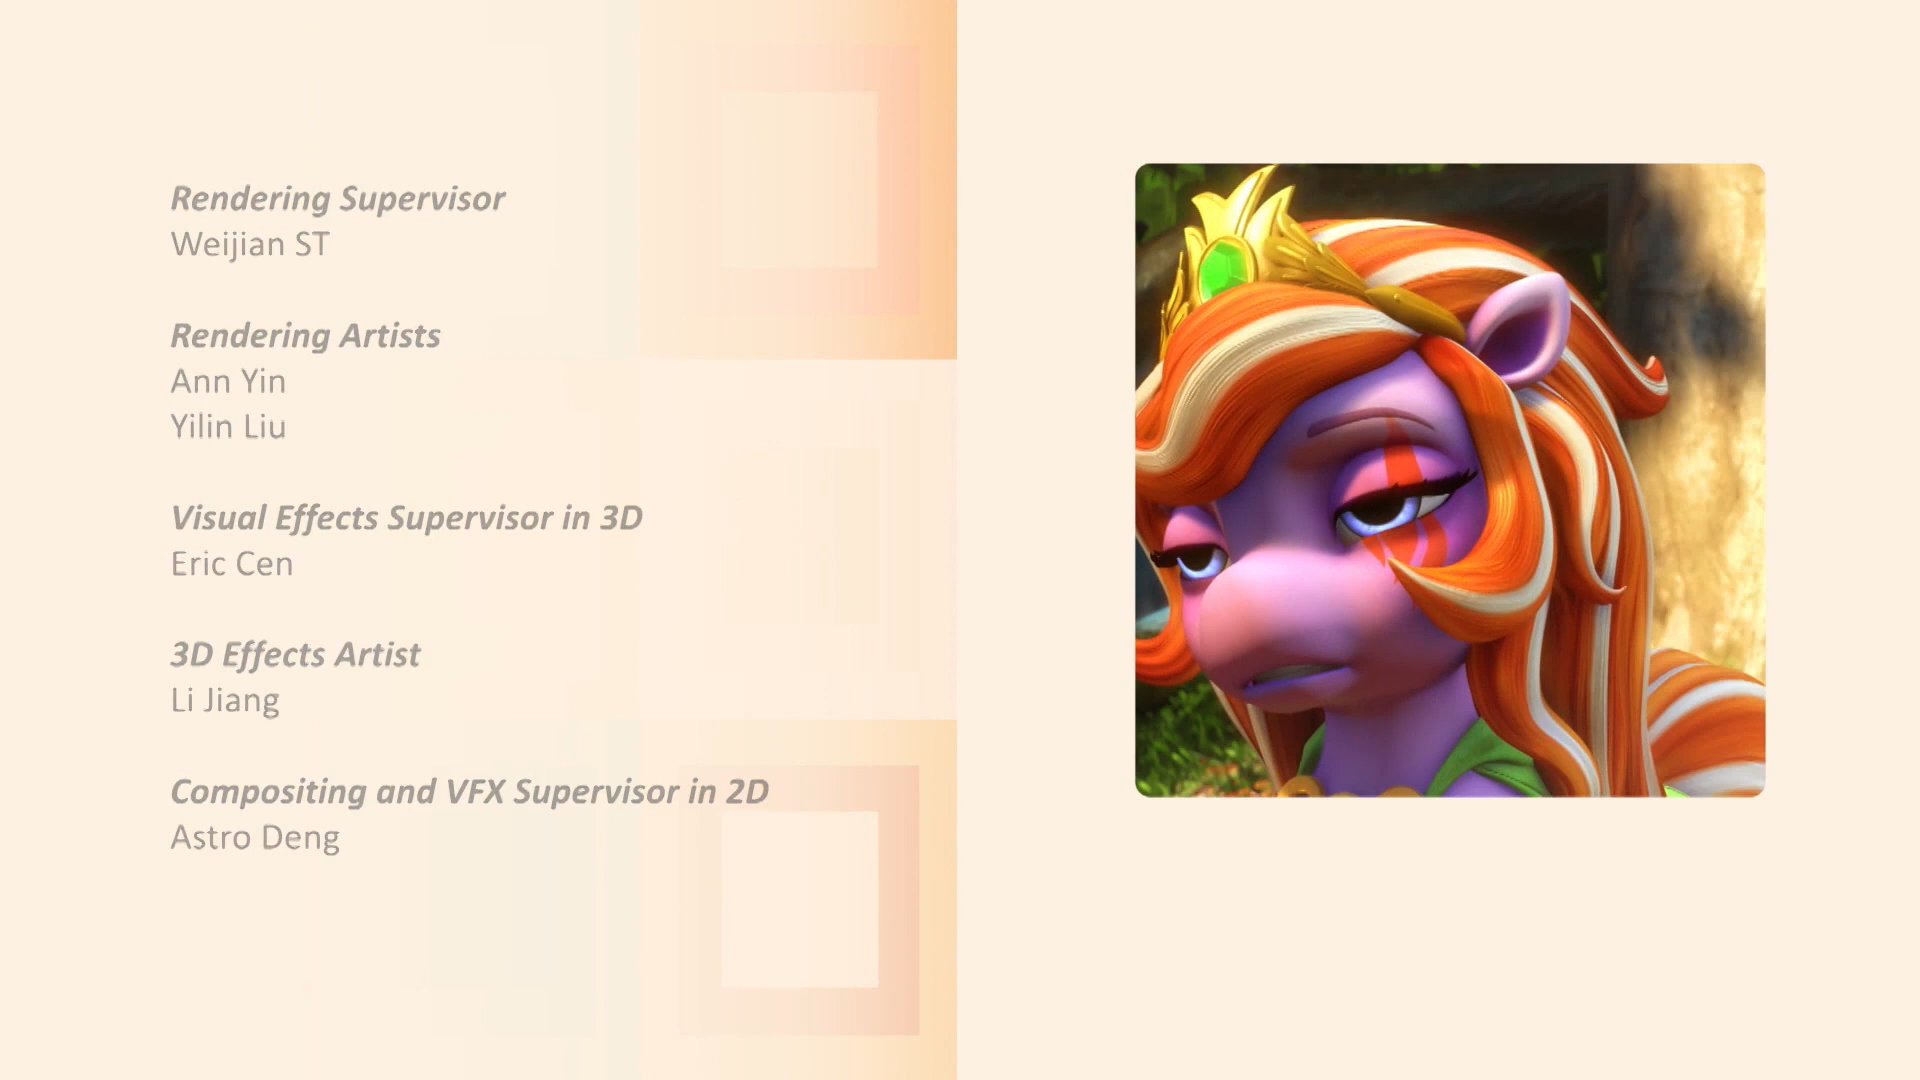 Rendering Supervisor
Weijian ST
Rendering Artists
Ann Yin
Yilin Liu
Visual Effects Supervisor in 3D
Eric Cen
3D Effects Artist
Li Jiang
Compositing and VFX Supervisor in 2D
Astro Deng